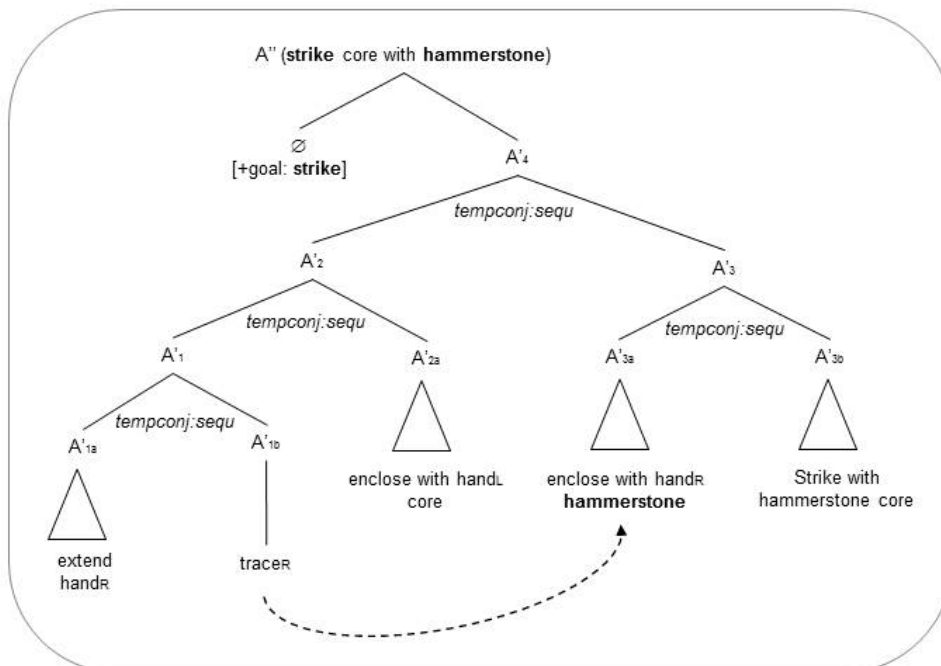 A'' (strike core with hammerstone)
∅
[+goal: strike]
A'4
tempconj:sequ
A'2
A'3
tempconj:sequ
tempconj:sequ
A'1
A'2a
A'3a
A'3b
tempconj:sequ
A'1a
A'1b
enclose with handL
core
enclose with handR
hammerstone
Strike with
hammerstone core
extend
handR
traceR